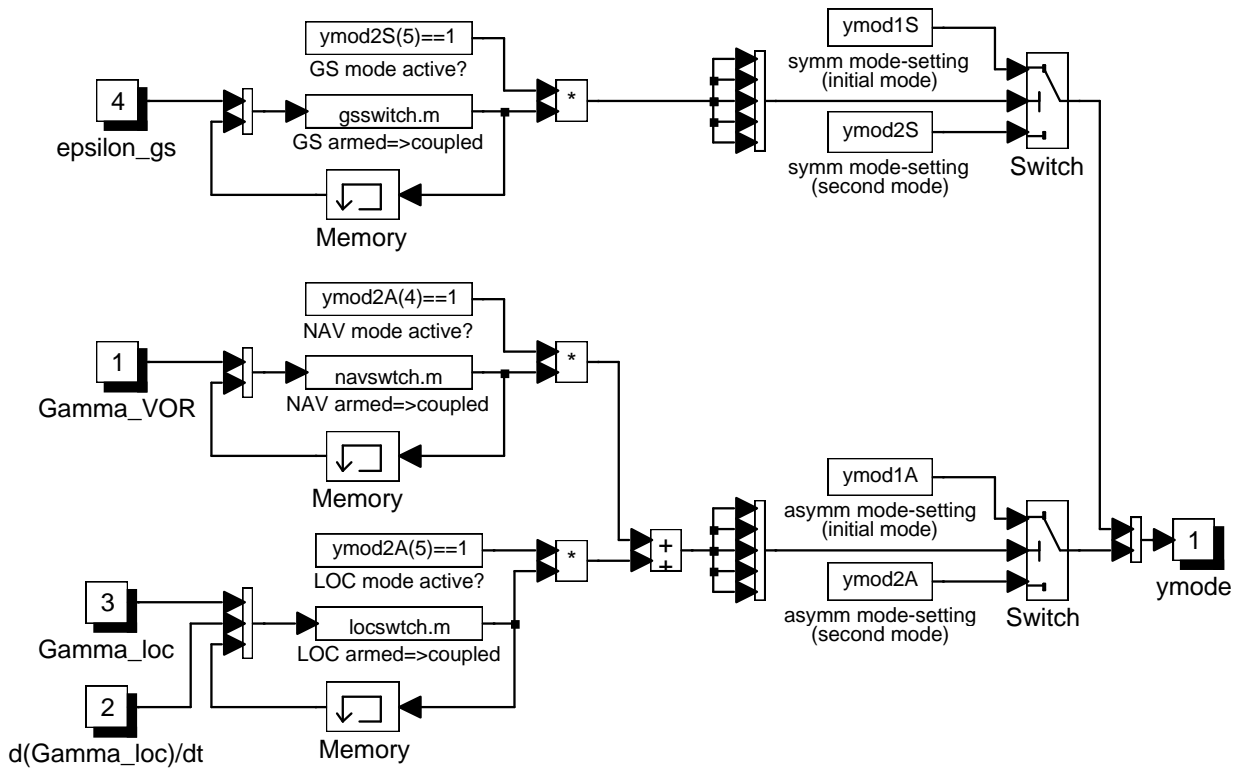 ymod2S(5)==1
GS mode active?
*
4
epsilon_gs
gsswitch.m
GS armed=>coupled
Memory
ymod1S
symm mode-setting
(initial mode)
ymod2S
symm mode-setting
(second mode)
Switch
ymod2A(4)==1
NAV mode active?
*
1
Gamma_VOR
navswtch.m
NAV armed=>coupled
Memory
ymod2A(5)==1
LOC mode active?
*
3
Gamma_loc
locswtch.m
LOC armed=>coupled
2
d(Gamma_loc)/dt
Memory
+
+
ymod1A
asymm mode-setting
(initial mode)
ymod2A
asymm mode-setting
(second mode)
Switch
1
ymode